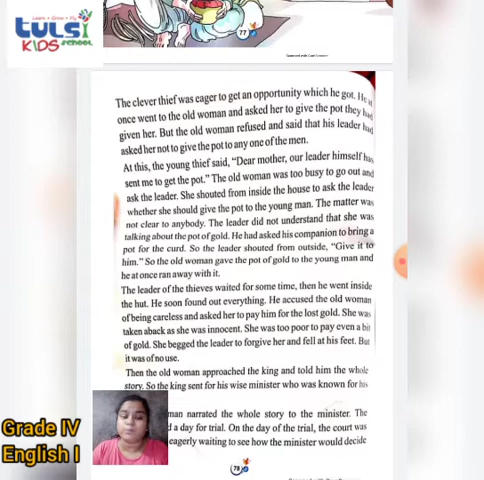 Learn • Grow • Fly
tulsi
KIDS school
77
The clever thief was eager to get an opportunity which he got. He at
once went to the old woman and asked her to give the pot they had
given her. But the old woman refused and said that his leader had
asked her not to give the pot to any one of the men.
At this, the young thief said, "Dear mother, our leader himself has
sent me to get the pot." The old woman was too busy to go out and
ask the leader. She shouted from inside the house to ask the leader
whether she should give the pot to the young man. The matter was
not clear to anybody. The leader did not understand that she was
talking about the pot of gold. He had asked his companion to bring a
pot for the curd. So the leader shouted from outside, "Give it to
him." So the old woman gave the pot of gold to the young man and
he at once ran away with it.
The leader of the thieves waited for some time, then he went inside
the hut. He soon found out everything. He accused the old woman
of being careless and asked her to pay him for the lost gold. She was
taken aback as she was innocent. She was too poor to pay even a bit
of gold. She begged the leader to forgive her and fell at his feet. But
it was of no use.
Then the old woman approached the king and told him the whole
story. So the king sent for his wise minister who was known for his
man narrated the whole story to the minister. The
d a day for trial. On the day of the trial, the court was
eagerly waiting to see how the minister would decide
78
Grade IV
English I